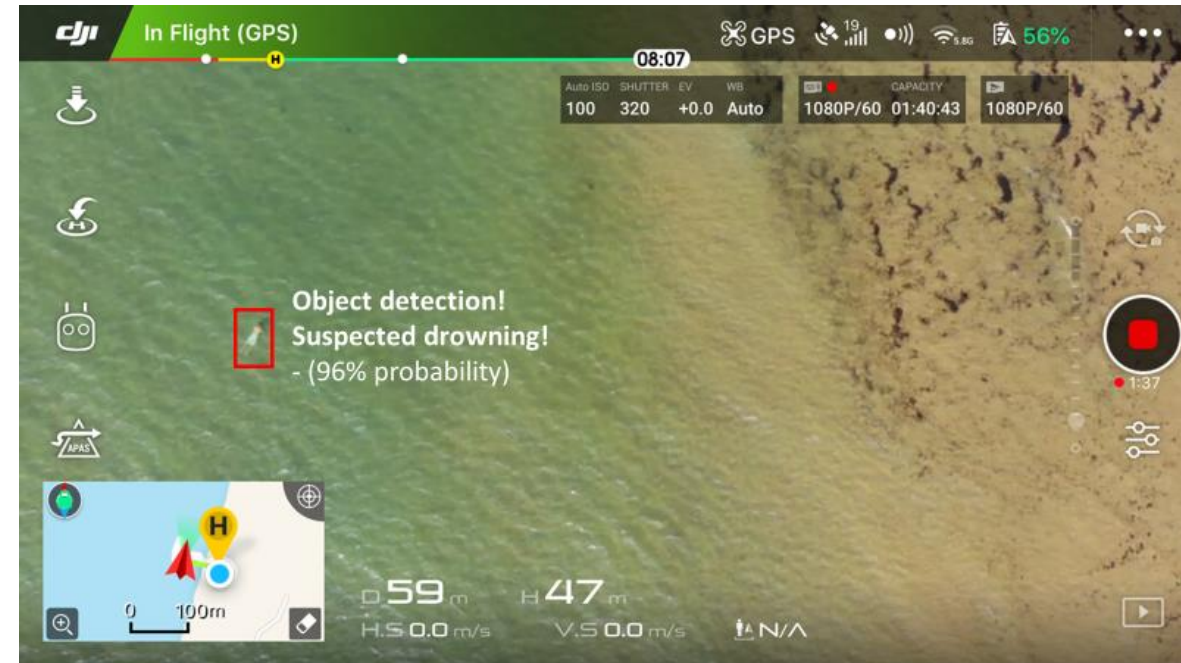 dji In Flight (GPS) GPS 19 5.8G 56%
H
08:07
Auto ISO SHUTTER EV WB CAPACITY
100 320 +0.0 Auto 1080P/60 01:40:43 1080P/60
H
Object detection!
Suspected drowning!
- (96% probability)
1:37
APAS
H
0 100m
D 59 m H 47 m
H.S 0.0 m/s V.S 0.0 m/s N/A